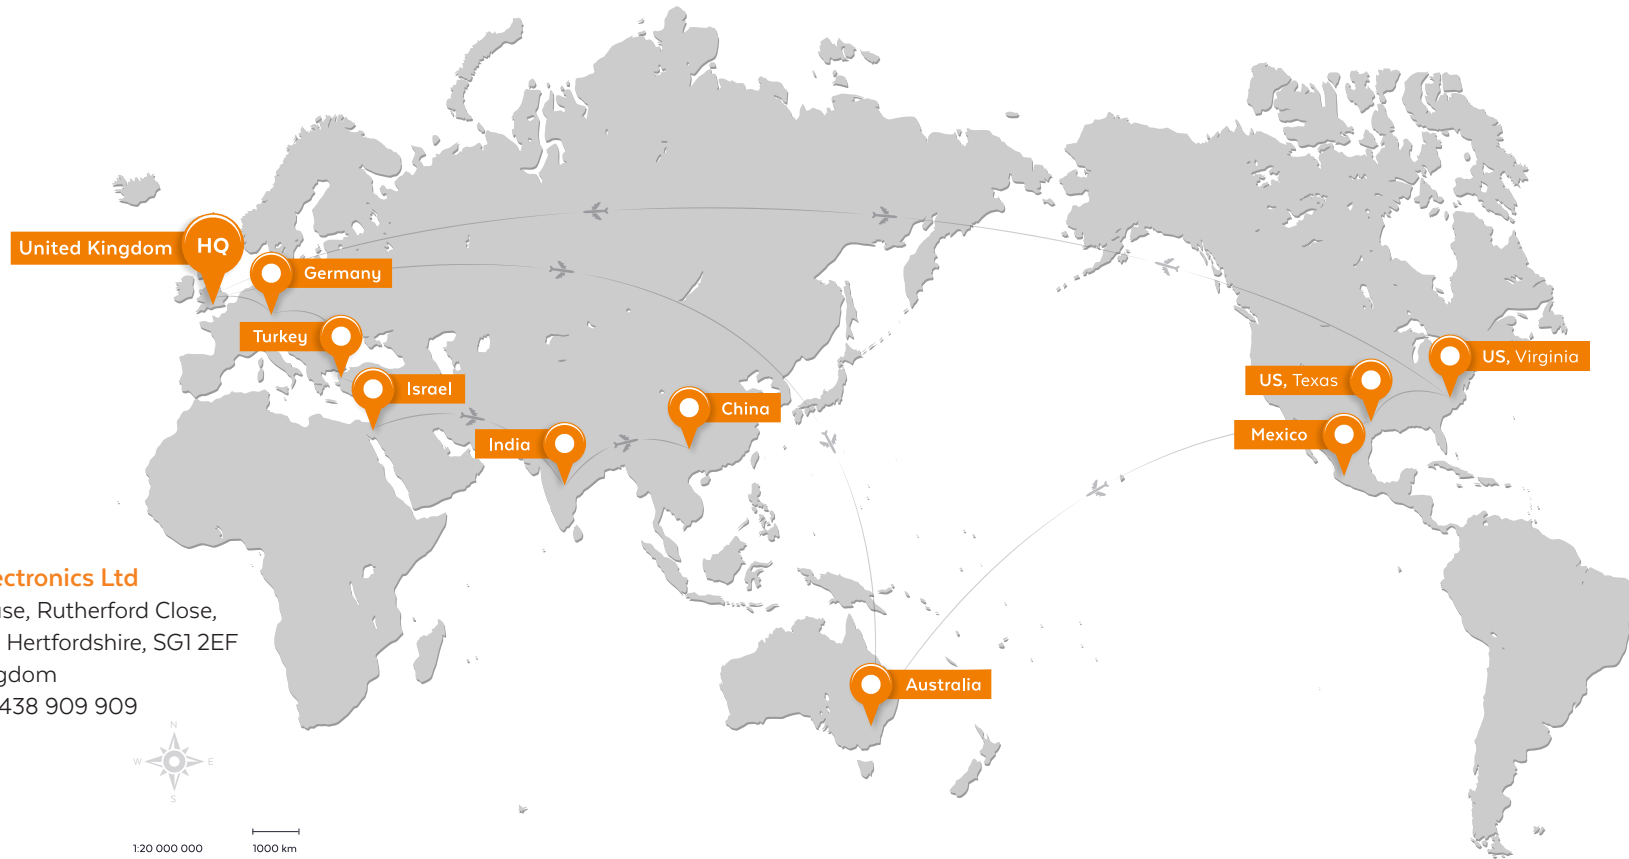 United Kingdom
HQ
Germany
Turkey
Israel
China
India
US, Virginia
US, Texas
Mexico
Australia
ectronics Ltd
se, Rutherford Close,
Hertfordshire, SG1 2EF
gdom
438 909 909
N
W E
S
1:20 000 000
1000 km